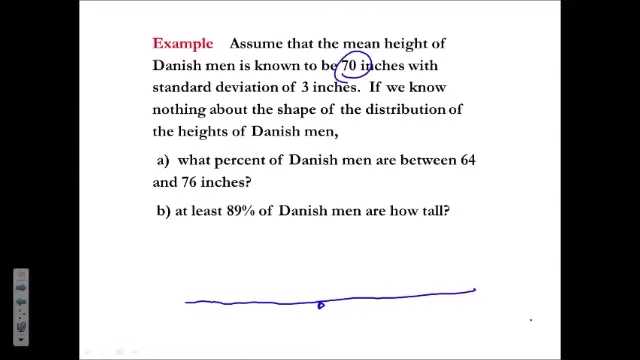 Example Assume that the mean height of
Danish men is known to be 70 inches with
standard deviation of 3 inches. If we know
nothing about the shape of the distribution of
the heights of Danish men,
a) what percent of Danish men are between 64
and 76 inches?
b) at least 89% of Danish men are how tall?